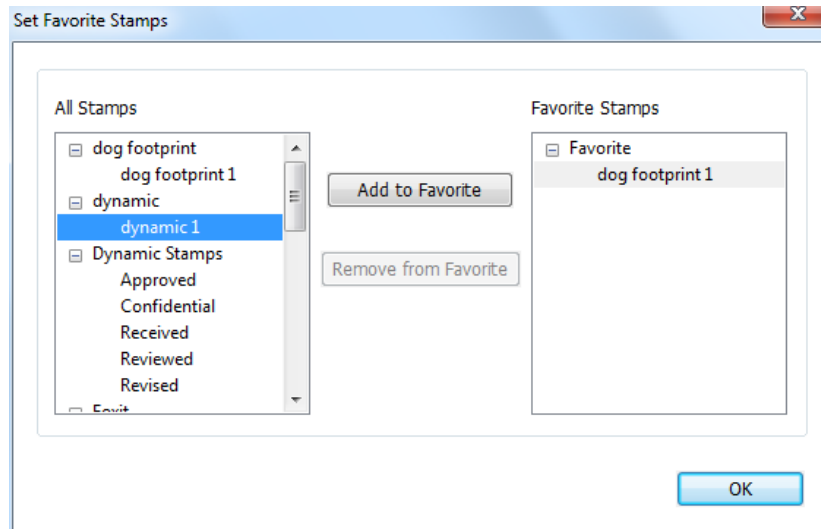 Set Favorite Stamps
All Stamps
dog footprint
dog footprint 1
dynamic
dynamic 1
Dynamic Stamps
Approved
Confidential
Received
Reviewed
Revised
Foxit
Add to Favorite
Remove from Favorite
Favorite Stamps
Favorite
dog footprint 1
OK